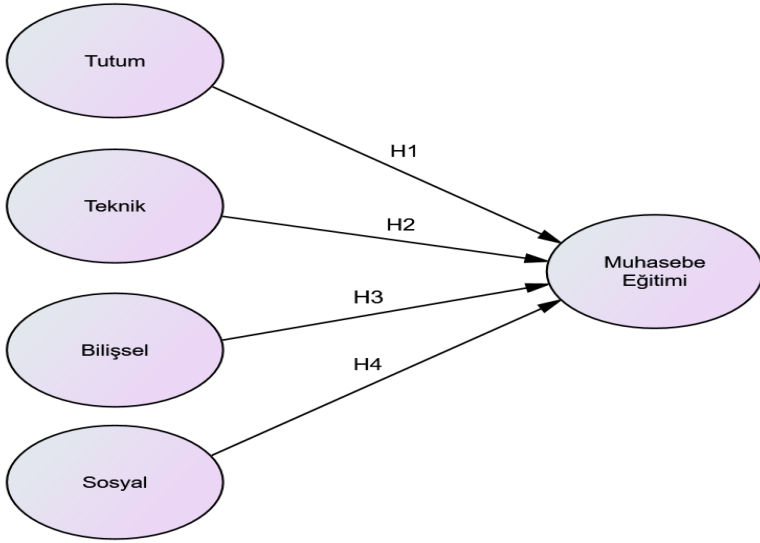 Tutum
H1
Teknik
H2
Muhasebe
Eğitimi
H3
Bilişsel
H4
Sosyal